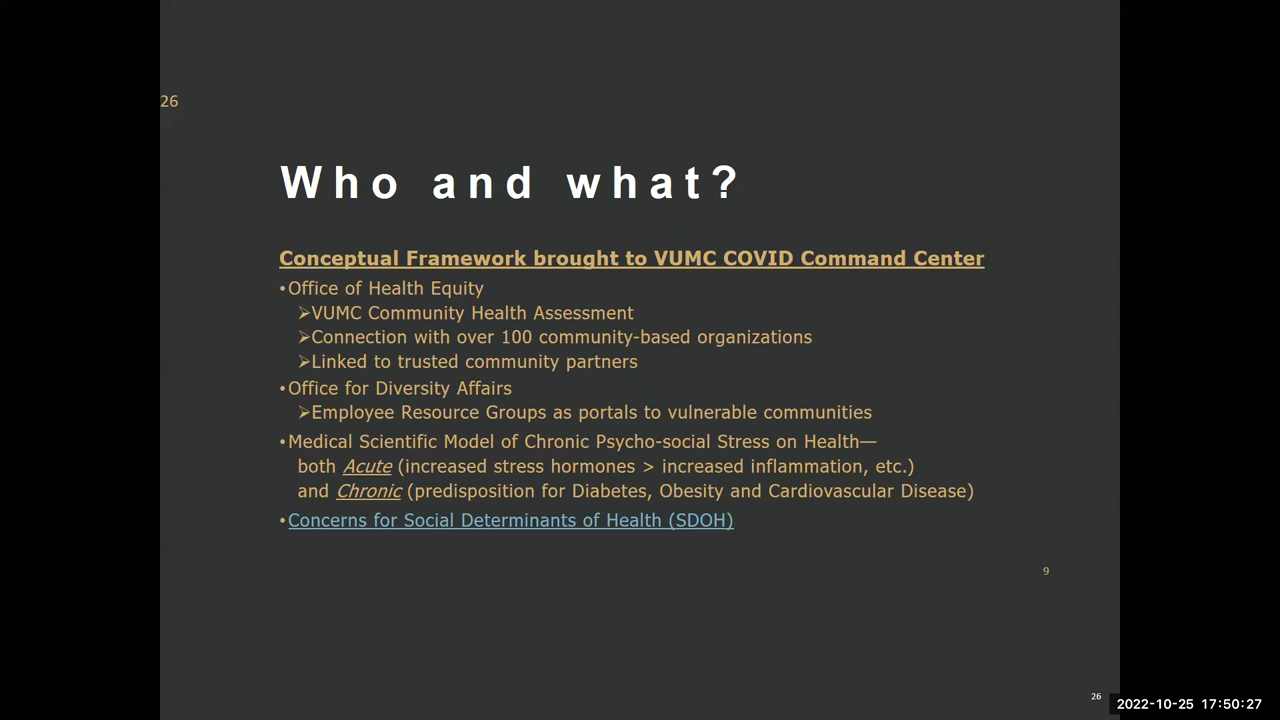 26
Who and what?
Conceptual Framework brought to VUMC COVID Command Center
•Office of Health Equity
➢VUMC Community Health Assessment
➢Connection with over 100 community-based organizations
➢Linked to trusted community partners
•Office for Diversity Affairs
➢Employee Resource Groups as portals to vulnerable communities
•Medical Scientific Model of Chronic Psycho-social Stress on Health—
both Acute (increased stress hormones > increased inflammation, etc.)
and Chronic (predisposition for Diabetes, Obesity and Cardiovascular Disease)
•Concerns for Social Determinants of Health (SDOH)
9
26
2022-10-25 17:50:27